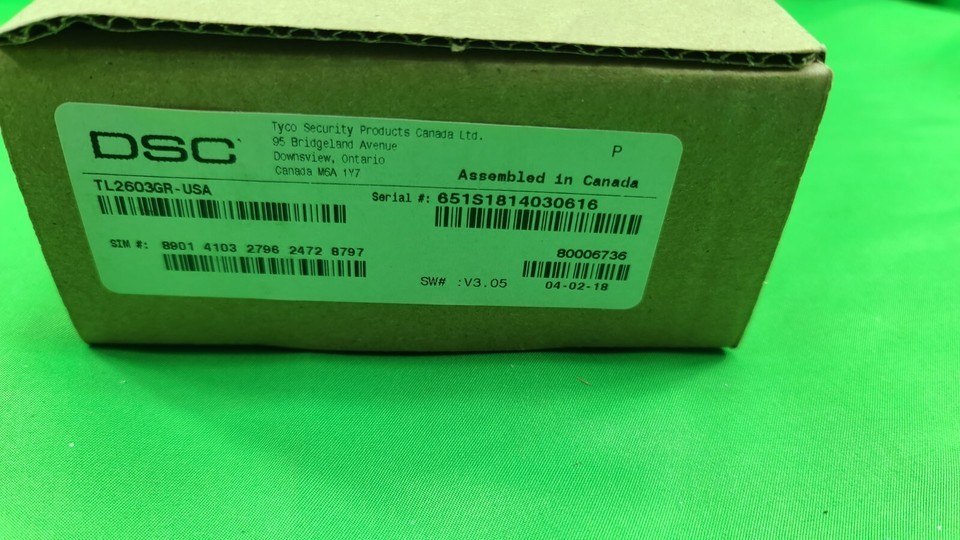 DSC
Tyco Security Products Canada Ltd.
95 Bridgeland Avenue
Downsview, Ontario
Canada M6A 1Y7
P
Assembled in Canada
TL2603GR-USA
Serial #: 651S1814030616
SIM #: 8901 4103 2796 2472 8797
80006736
SW# :V3.05
04-02-18